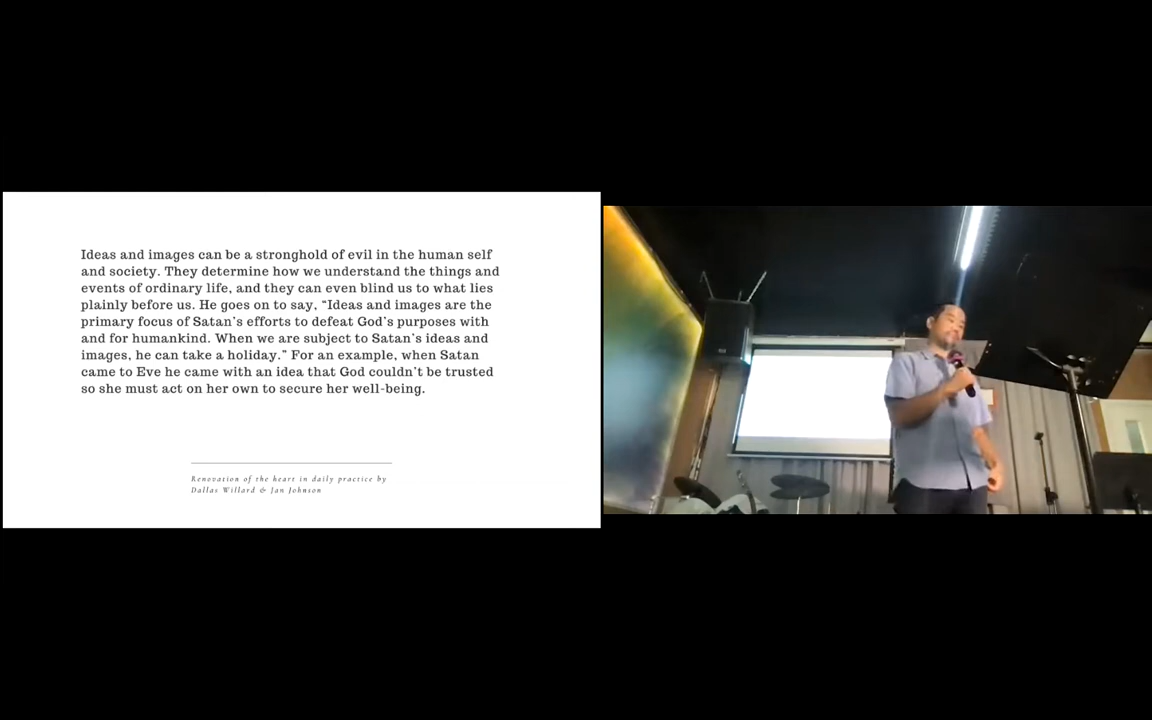 Ideas and images can be a stronghold of evil in the human self
and society. They determine how we understand the things and
events of ordinary life, and they can even blind us to what lies
plainly before us. He goes on to say, “Ideas and images are the
primary focus of Satan’s efforts to defeat God’s purposes with
and for humankind. When we are subject to Satan’s ideas and
images, he can take a holiday.” For an example, when Satan
came to Eve he came with an idea that God couldn’t be trusted
so she must act on her own to secure her well-being.
Renovation of the heart in daily practice by
Dallas Willard & Jan Johnson